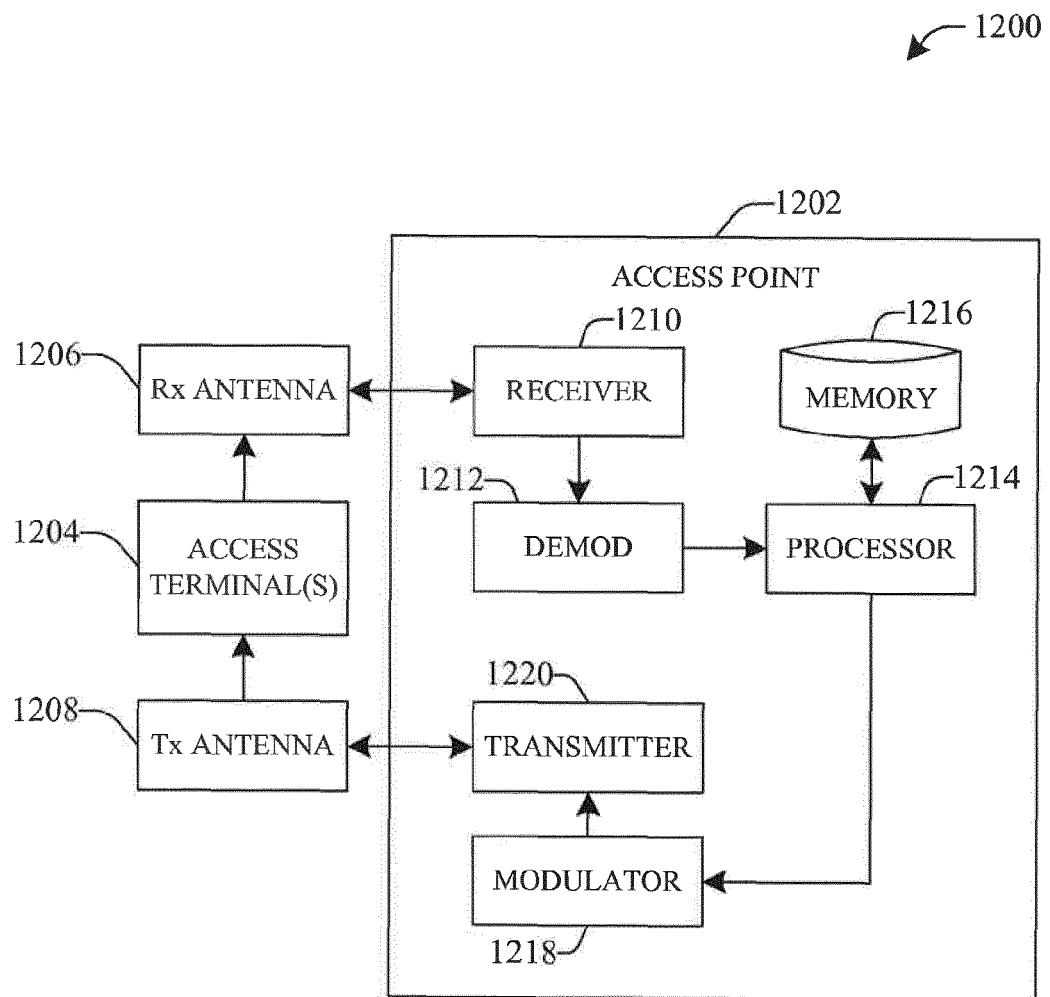 1200
1202
ACCESS POINT
1210
1216
1206
Rx ANTENNA
RECEIVER
MEMORY
1212
1214
1204
ACCESS
TERMINAL(S)
DEMOD
PROCESSOR
1220
1208
Tx ANTENNA
TRANSMITTER
MODULATOR
1218